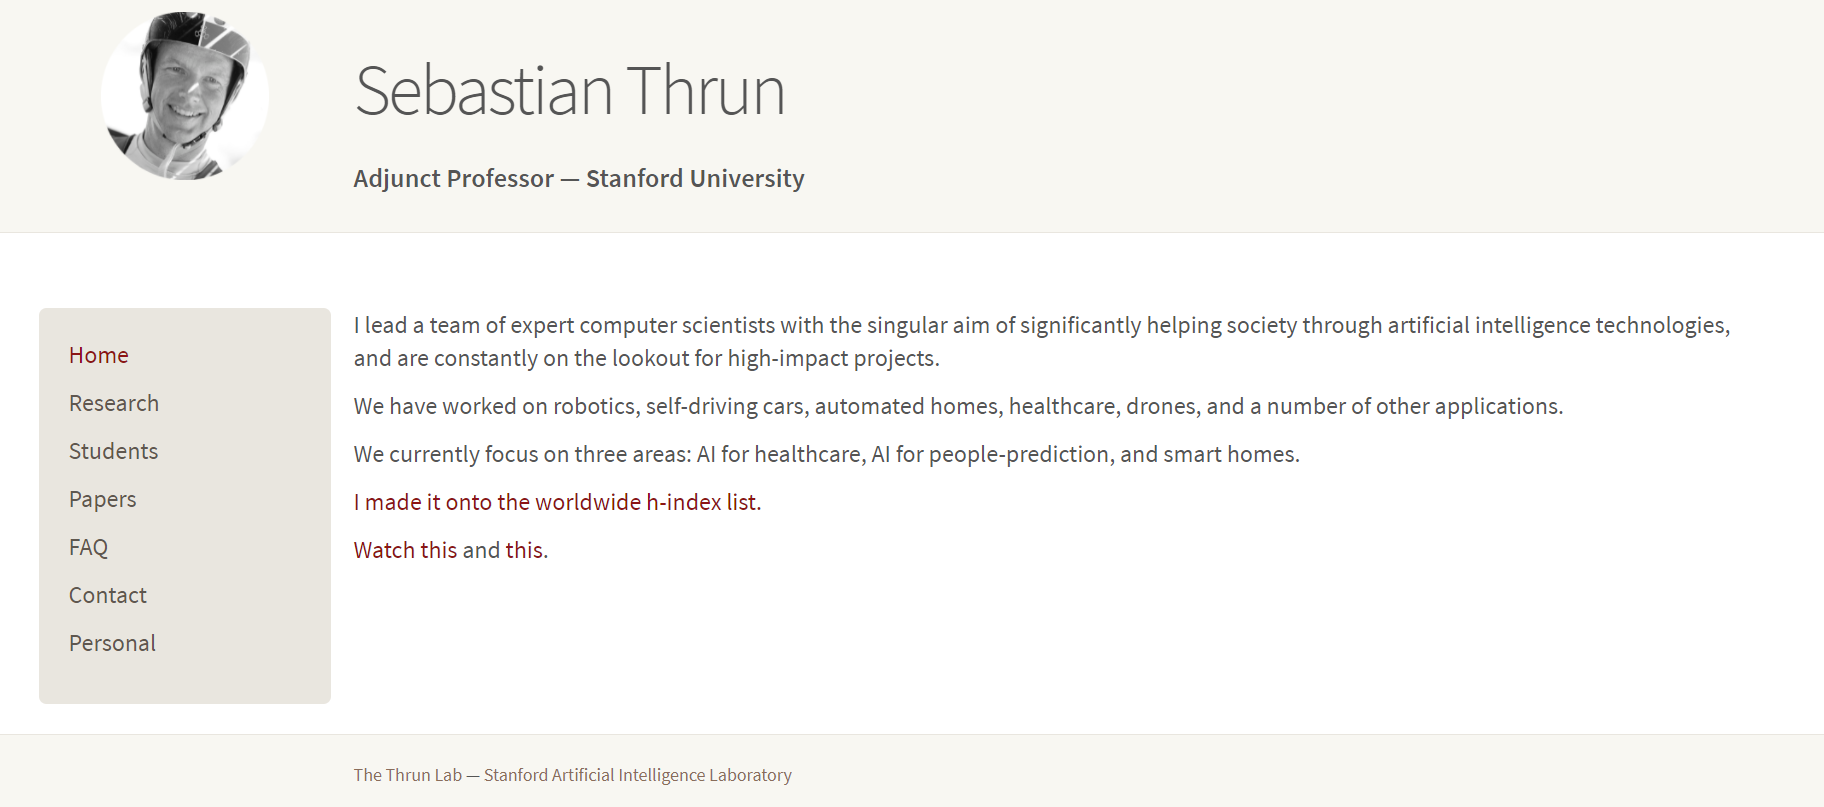 Sebastian Thrun
Adjunct Professor — Stanford University
Home
Research
Students
Papers
FAQ
Contact
Personal
I lead a team of expert computer scientists with the singular aim of significantly helping society through artificial intelligence technologies,
and are constantly on the lookout for high-impact projects.
We have worked on robotics, self-driving cars, automated homes, healthcare, drones, and a number of other applications.
We currently focus on three areas: AI for healthcare, AI for people-prediction, and smart homes.
I made it onto the worldwide h-index list.
Watch this and this.
The Thrun Lab — Stanford Artificial Intelligence Laboratory